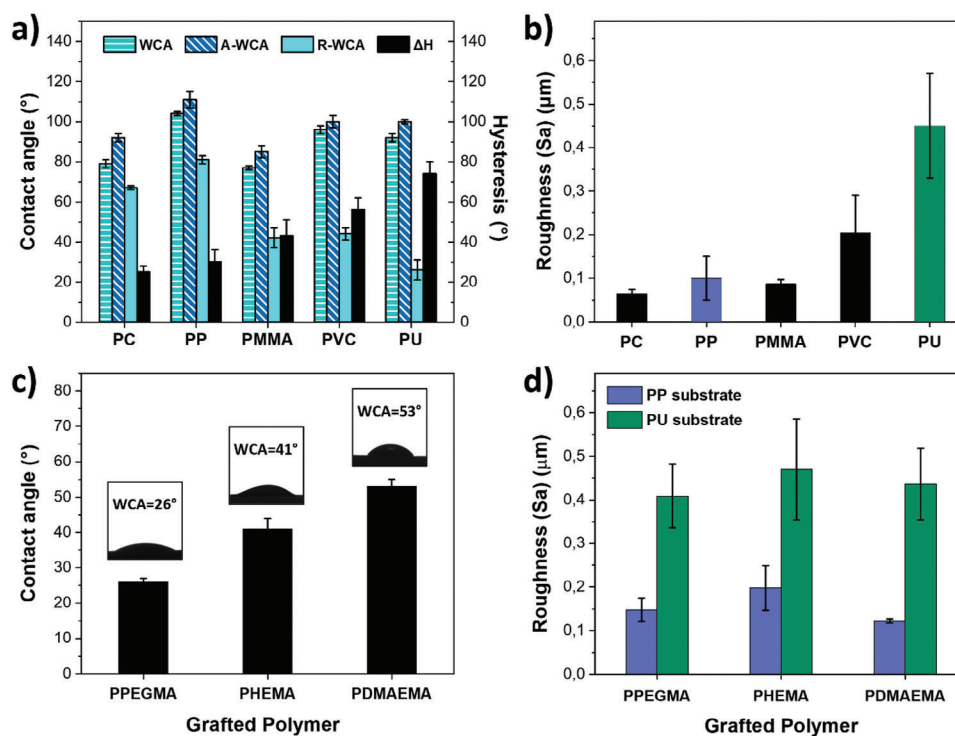 a)
WCA
A-WCA
R-WCA
ΔH
Contact angle (°)
140
120
100
80
60
40
20
0
140
120
100
80
60
40
20
0
Hysteresis (°)
PC
PP
PMMA
PVC
PU
b)
Roughness (Sa) (µm)
0,6
0,5
0,4
0,3
0,2
0,1
0,0
PC
PP
PMMA
PVC
PU
c)
Contact angle (°)
80
70
60
50
40
30
20
10
0
WCA=26°
WCA=41°
WCA=53°
PPEGMA
PHEMA
PDMAEMA
Grafted Polymer
d)
PP substrate
PU substrate
Roughness (Sa) (µm)
0,6
0,5
0,4
0,3
0,2
0,1
0,0
PPEGMA
PHEMA
PDMAEMA
Grafted Polymer